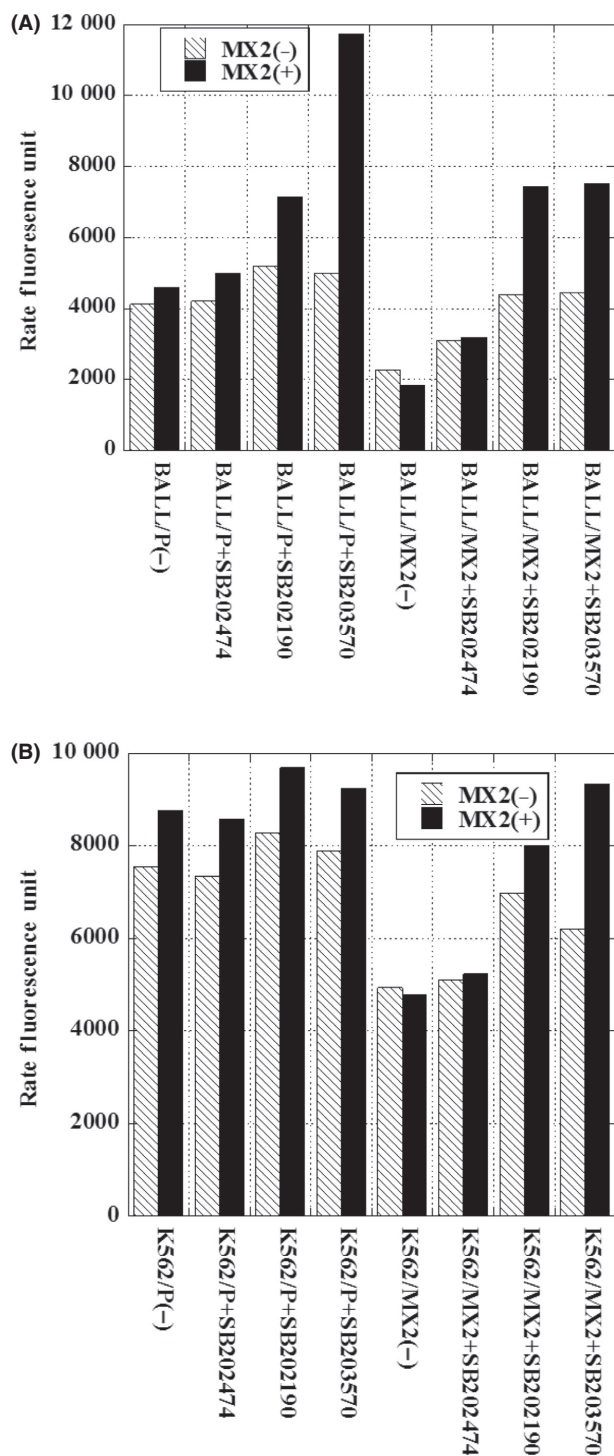 (A)
12 000
10 000
8000
6000
4000
2000
0
Rate fluoresence unit
MX2(−)
MX2(+)
BALL/P(−)
BALL/P+SB202474
BALL/P+SB202190
BALL/P+SB203570
BALL/MX2(−)
BALL/MX2+SB202474
BALL/MX2+SB202190
BALL/MX2+SB203570
(B)
10 000
8000
6000
4000
2000
0
Rate fluorescence unit
MX2(−)
MX2(+)
K562/P(−)
K562/P+SB202474
K562/P+SB202190
K562/P+SB203570
K562/MX2(−)
K562/MX2+SB202474
K562/MX2+SB202190
K562/MX2+SB203570